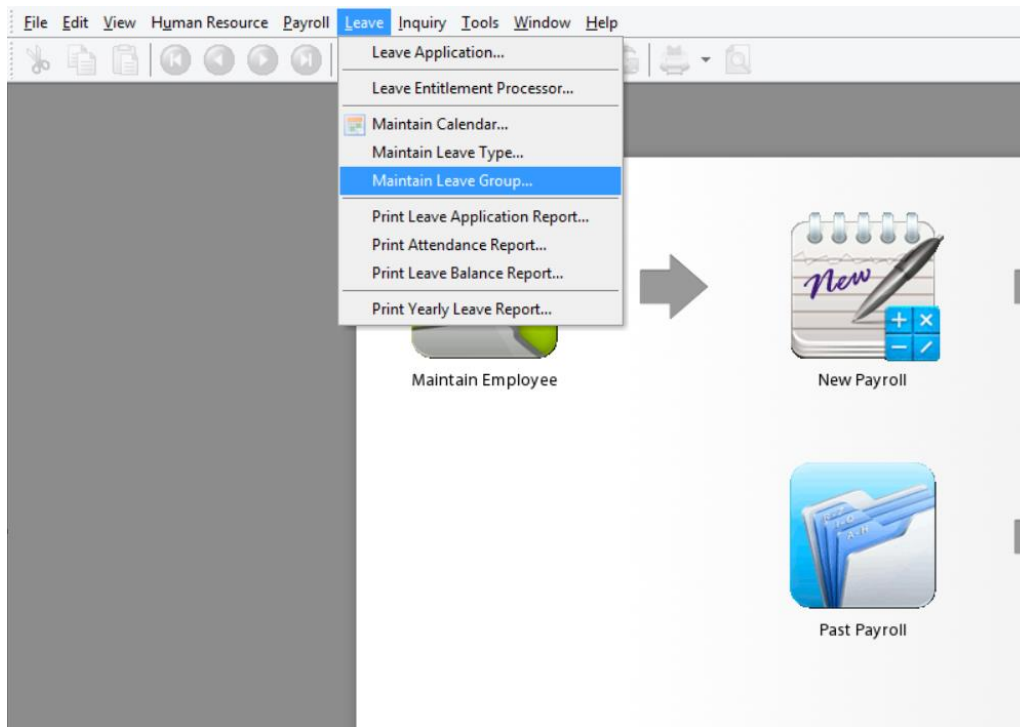 File Edit View Human Resource Payroll Leave Inquiry Tools Window Help
Leave Application...
Leave Entitlement Processor...
Maintain Calendar...
Maintain Leave Type...
Maintain Leave Group...
Print Leave Application Report...
Print Attendance Report...
Print Leave Balance Report...
Print Yearly Leave Report...
New
Maintain Employee
New Payroll
Past Payroll